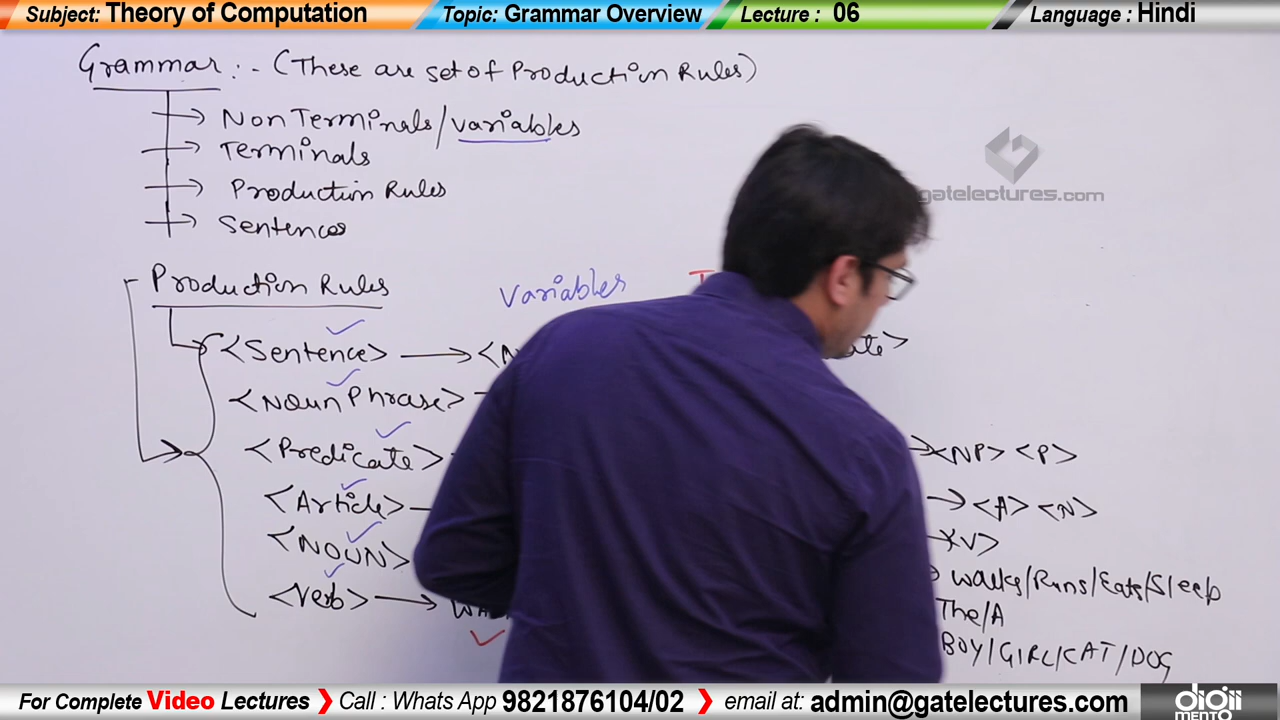 Subject: Theory of Computation
Topic: Grammar Overview
Lecture : 06
Language : Hindi
Grammar :- (These are set of Production Rules)
Non Terminals/Variables
Terminals
Production Rules
Sentences
gatelectures.com
Production Rules
Variables
<Sentence> →
<Noun Phrase>
<Predicate>
<Article>
<NOUN>
<Verb> →
→ <NP> <P>
→ <A> <N>
<V>
walks/Runs/Eats/Sleep
The/A
BOY/GIRL/CAT/DOG
For Complete Video Lectures ❯ Call : Whats App 9821876104/02 ❯ email at: admin@gatelectures.com
digii
MENTO